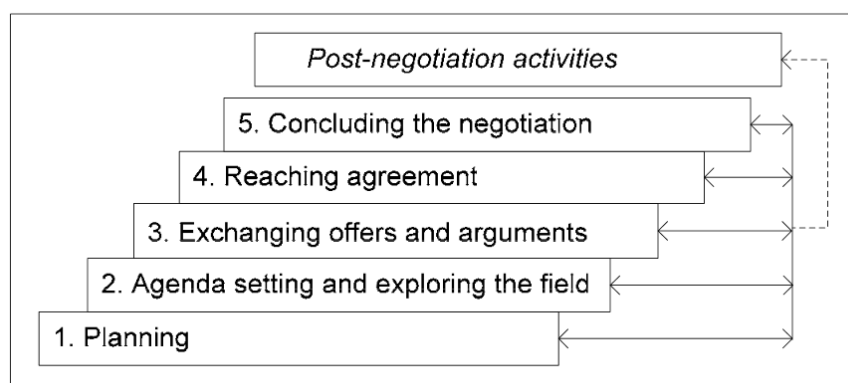 Post-negotiation activities
5. Concluding the negotiation
4. Reaching agreement
3. Exchanging offers and arguments
2. Agenda setting and exploring the field
1. Planning